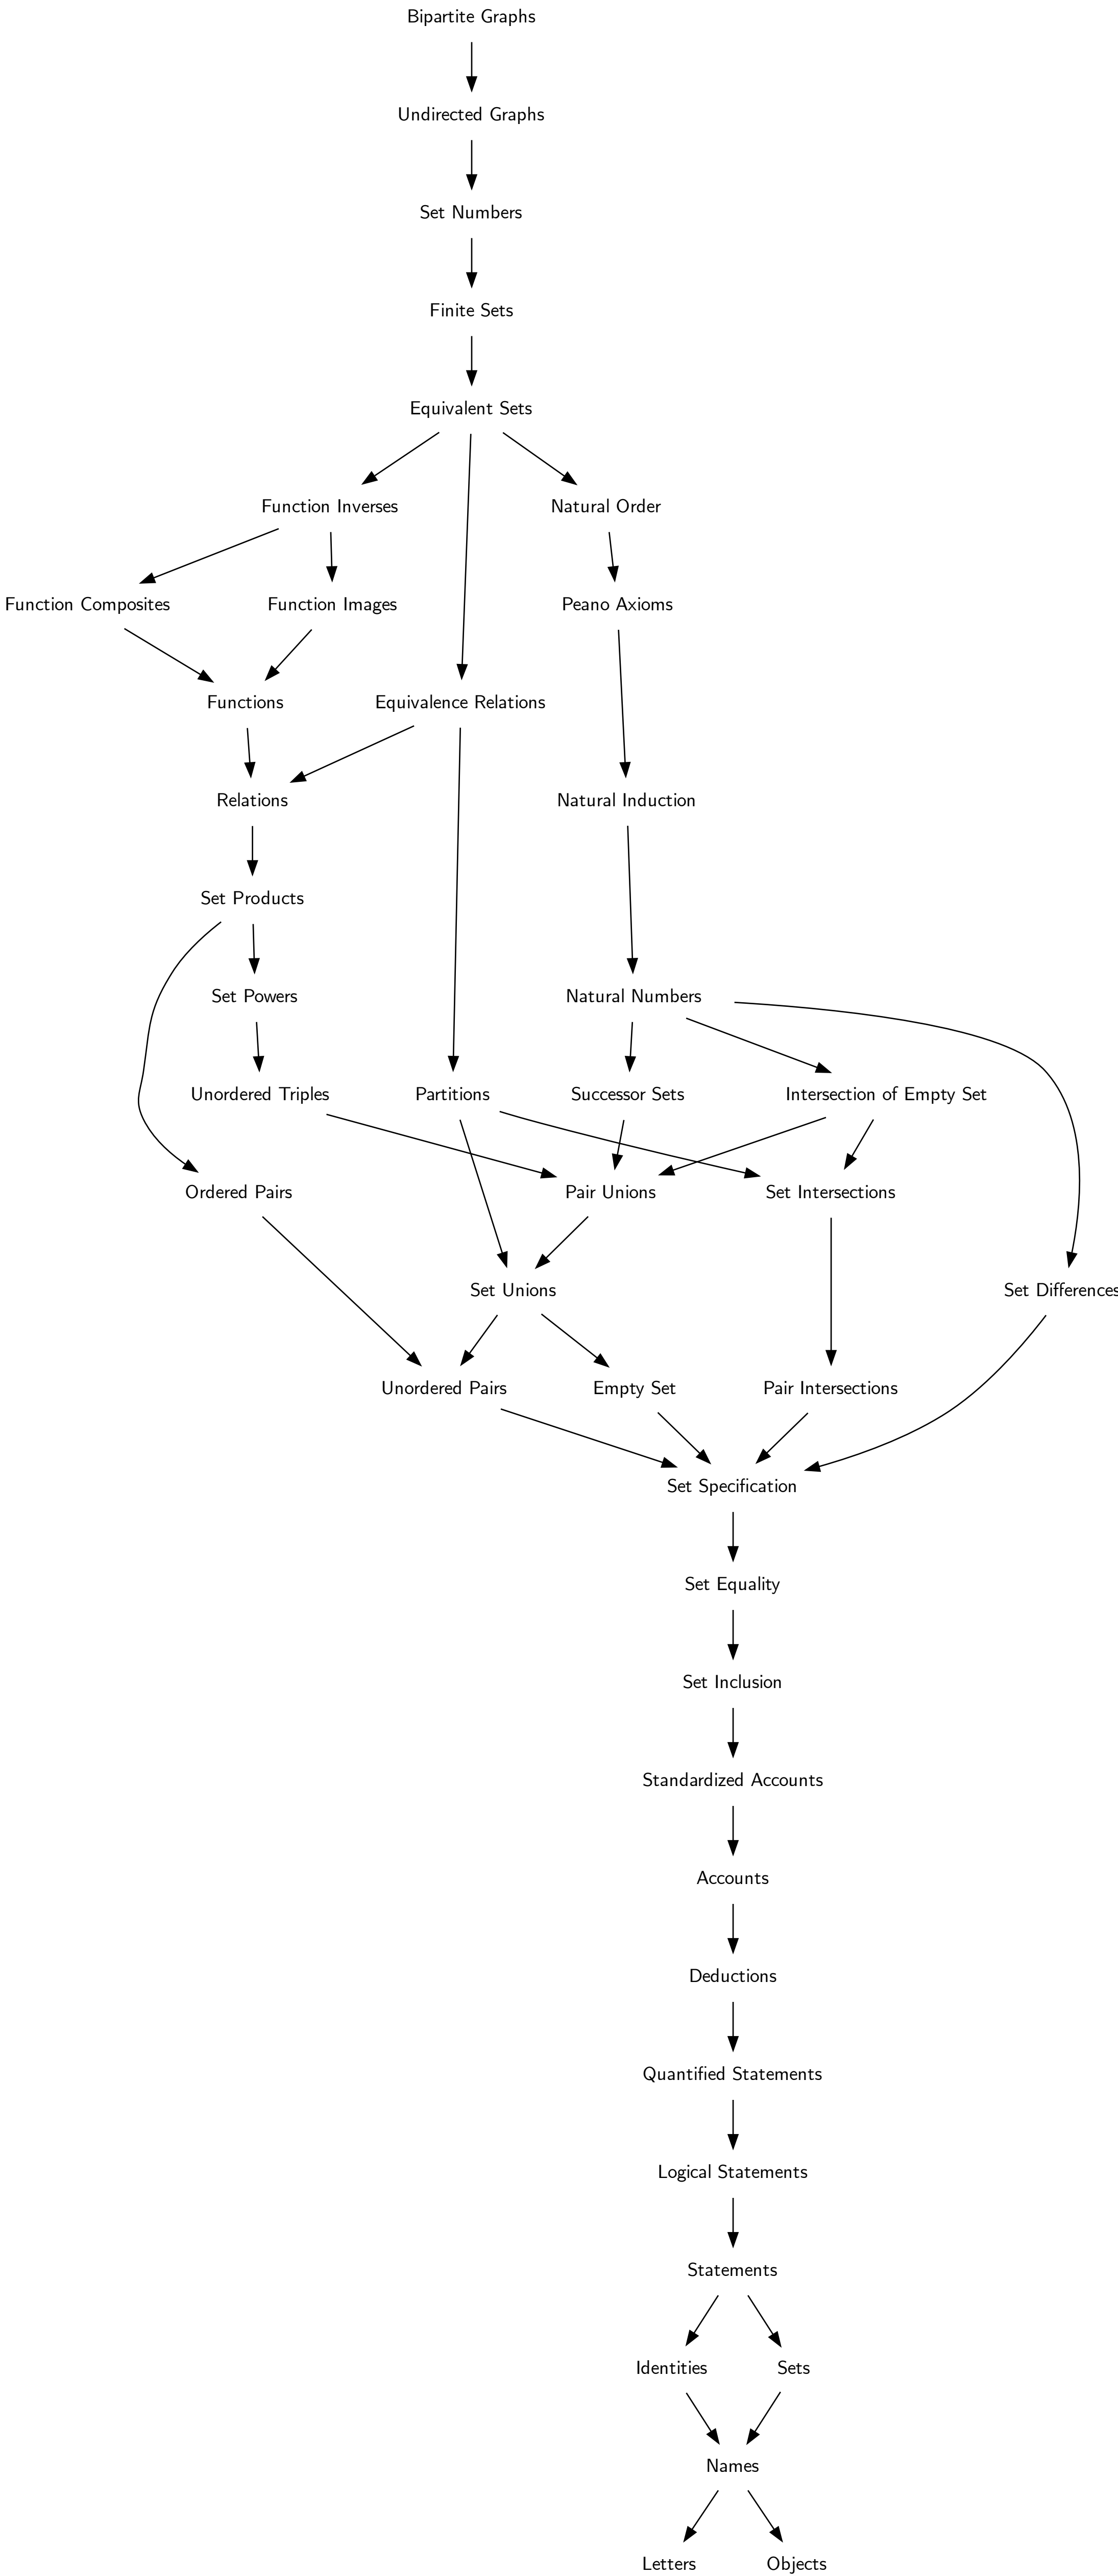 Bipartite Graphs
Undirected Graphs
Set Numbers
Finite Sets
Equivalent Sets
Function Inverses
Natural Order
Function Composites
Function Images
Peano Axioms
Functions
Equivalence Relations
Relations
Natural Induction
Set Products
Set Powers
Natural Numbers
Unordered Triples
Partitions
Successor Sets
Intersection of Empty Set
Ordered Pairs
Pair Unions
Set Intersections
Set Unions
Set Differences
Unordered Pairs
Empty Set
Pair Intersections
Set Specification
Set Equality
Set Inclusion
Standardized Accounts
Accounts
Deductions
Quantified Statements
Logical Statements
Statements
Identities
Sets
Names
Letters
Objects